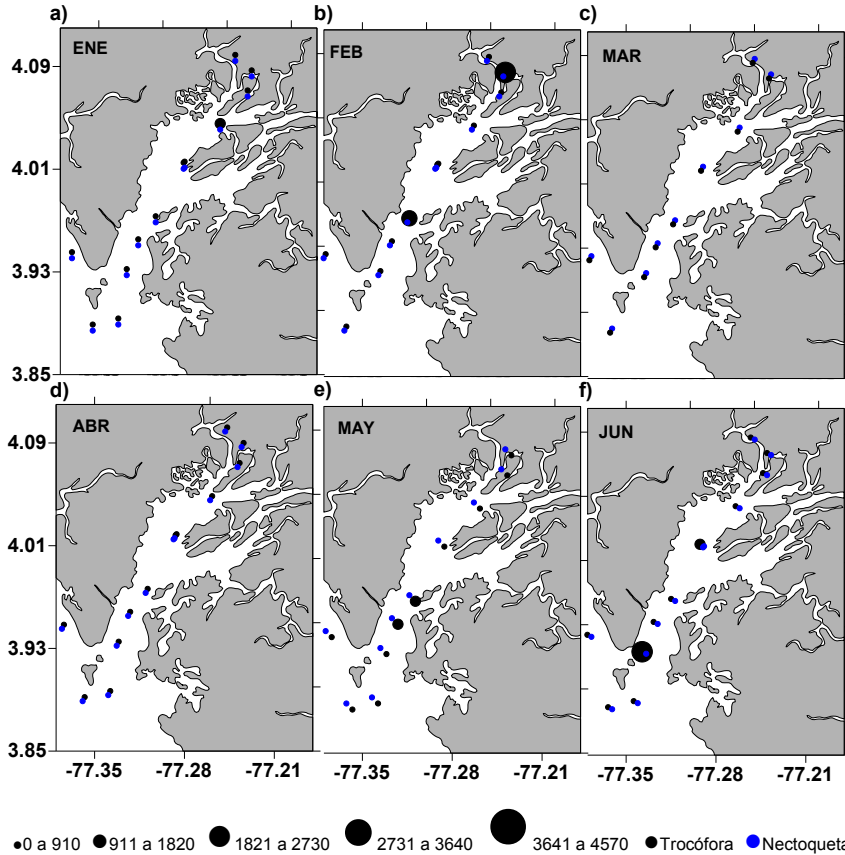 a)
b)
c)
ENE
FEB
MAR
4.09
4.01
3.93
3.85
d)
e)
f)
ABR
MAY
JUN
4.09
4.01
3.93
3.85
-77.35 -77.28 -77.21
-77.35 -77.28 -77.21
-77.35 -77.28 -77.21
0 a 910 911 a 1820 1821 a 2730 2731 a 3640 3641 a 4570 Trocófora Nectoqueta